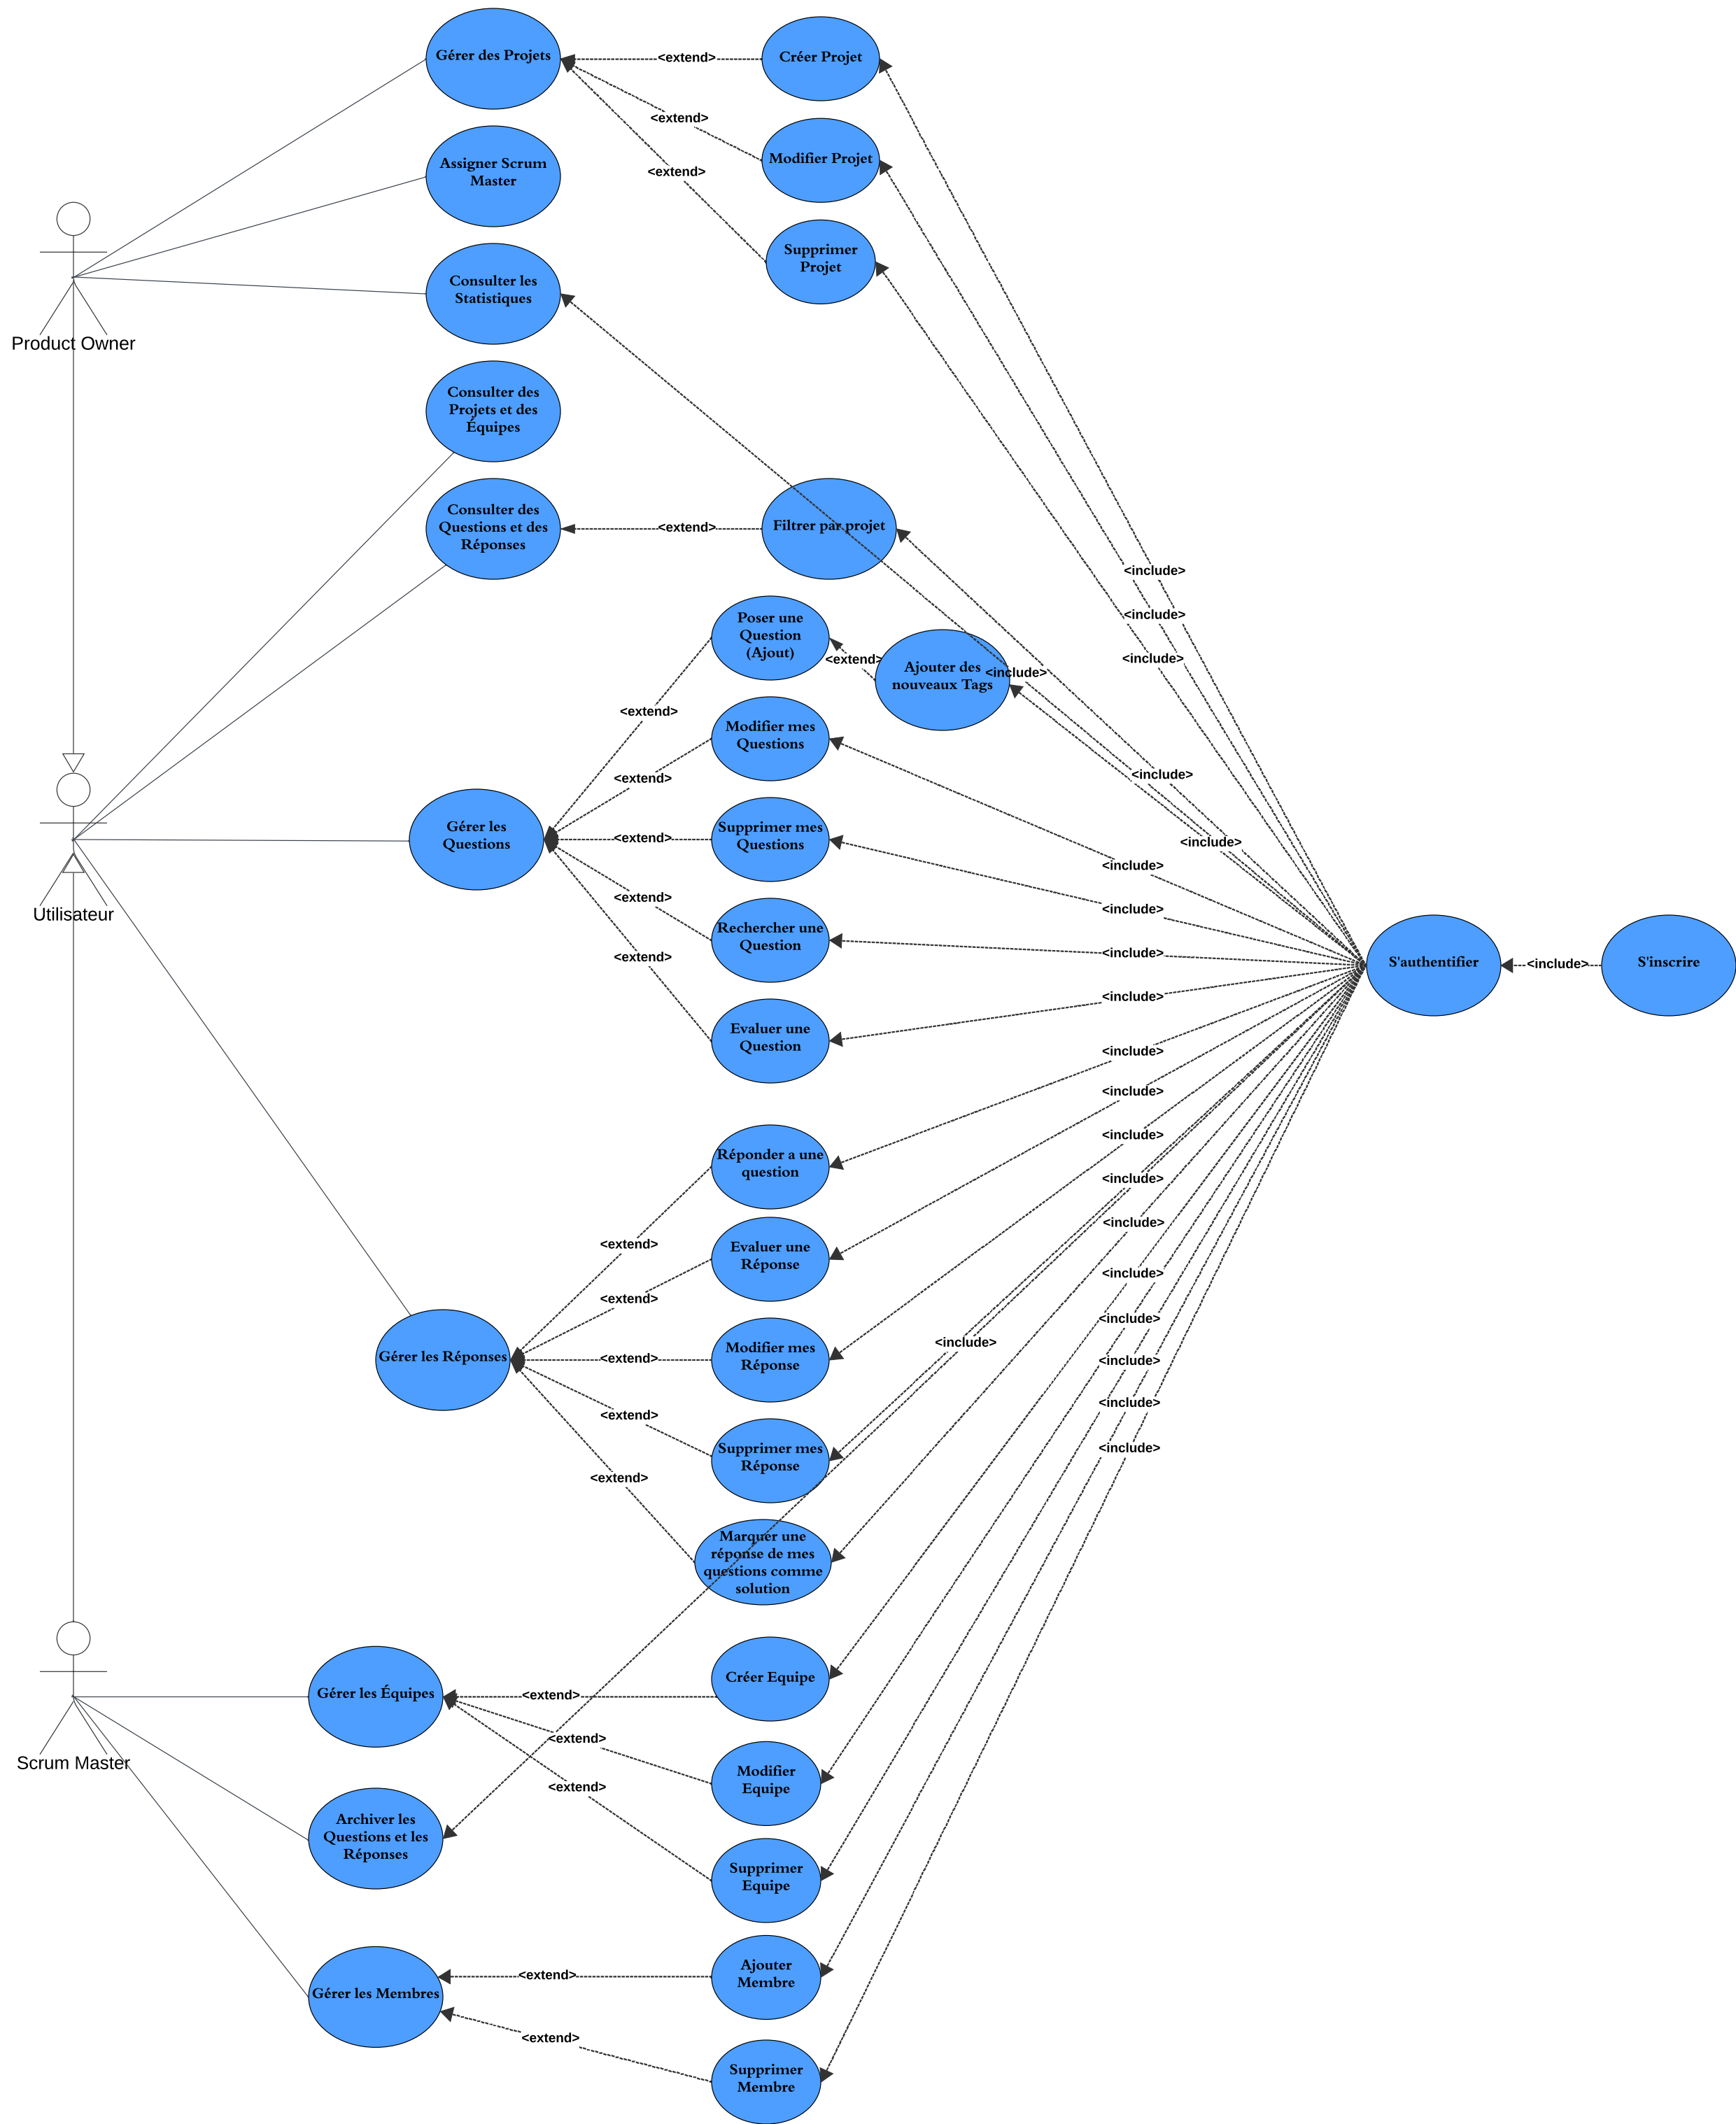 Gérer des Projets
<extend>
Créer Projet
<extend>
Modifier Projet
<extend>
Assigner Scrum
Master
Supprimer
Projet
Consulter les
Statistiques
Product Owner
Consulter des
Projets et des
Équipes
Consulter des
Questions et des
Réponses
<extend>
Filtrer par projet
<include>
<include>
<include>
Poser une
Question
(Ajout)
<extend>
Ajouter des
nouveaux Tags
<include>
<extend>
Modifier mes
Questions
<extend>
<include>
<include>
Gérer les
Questions
<extend>
Supprimer mes
Questions
<include>
<extend>
<include>
Utilisateur
Rechercher une
Question
<extend>
<include>
S'authentifier
<include>
S'inscrire
<include>
Evaluer une
Question
<include>
<include>
<include>
Réponder a une
question
<include>
<include>
<extend>
Evaluer une
Réponse
<include>
<extend>
<include>
Gérer les Réponses
<extend>
Modifier mes
Réponse
<include>
<include>
<include>
<extend>
Supprimer mes
Réponse
<include>
<extend>
Marquer une
réponse de mes
questions comme
solution
Créer Equipe
Gérer les Équipes
<extend>
<extend>
Scrum Master
Modifier
Equipe
<extend>
Archiver les
Questions et les
Réponses
Supprimer
Equipe
<extend>
Ajouter
Membre
Gérer les Membres
<extend>
Supprimer
Membre